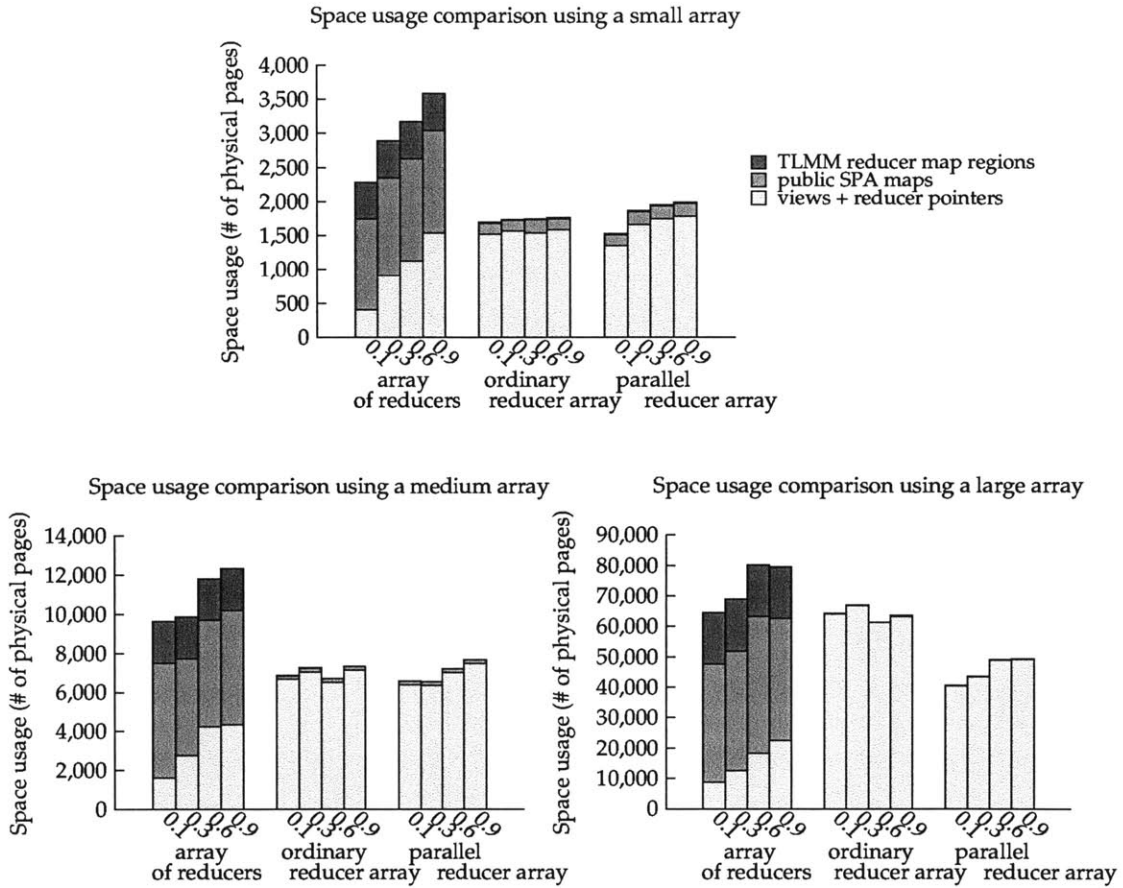 Space usage comparison using a small array
Space usage (# of physical pages)
4,000
3,500
3,000
2,500
2,000
1,500
1,000
500
0
TLMM reducer map regions
public SPA maps
views + reducer pointers
0.1 0.3 0.6 0.9 0.1 0.3 0.6 0.9 0.1 0.3 0.6 0.9
array ordinary parallel
of reducers reducer array reducer array
Space usage comparison using a medium array
Space usage (# of physical pages)
14,000
12,000
10,000
8,000
6,000
4,000
2,000
0
0.1 0.3 0.6 0.9 0.1 0.3 0.6 0.9 0.1 0.3 0.6 0.9
array ordinary parallel
of reducers reducer array reducer array
Space usage comparison using a large array
Space usage (# of physical pages)
90,000
80,000
70,000
60,000
50,000
40,000
30,000
20,000
10,000
0
0.1 0.3 0.6 0.9 0.1 0.3 0.6 0.9 0.1 0.3 0.6 0.9
array ordinary parallel
of reducers reducer array reducer array